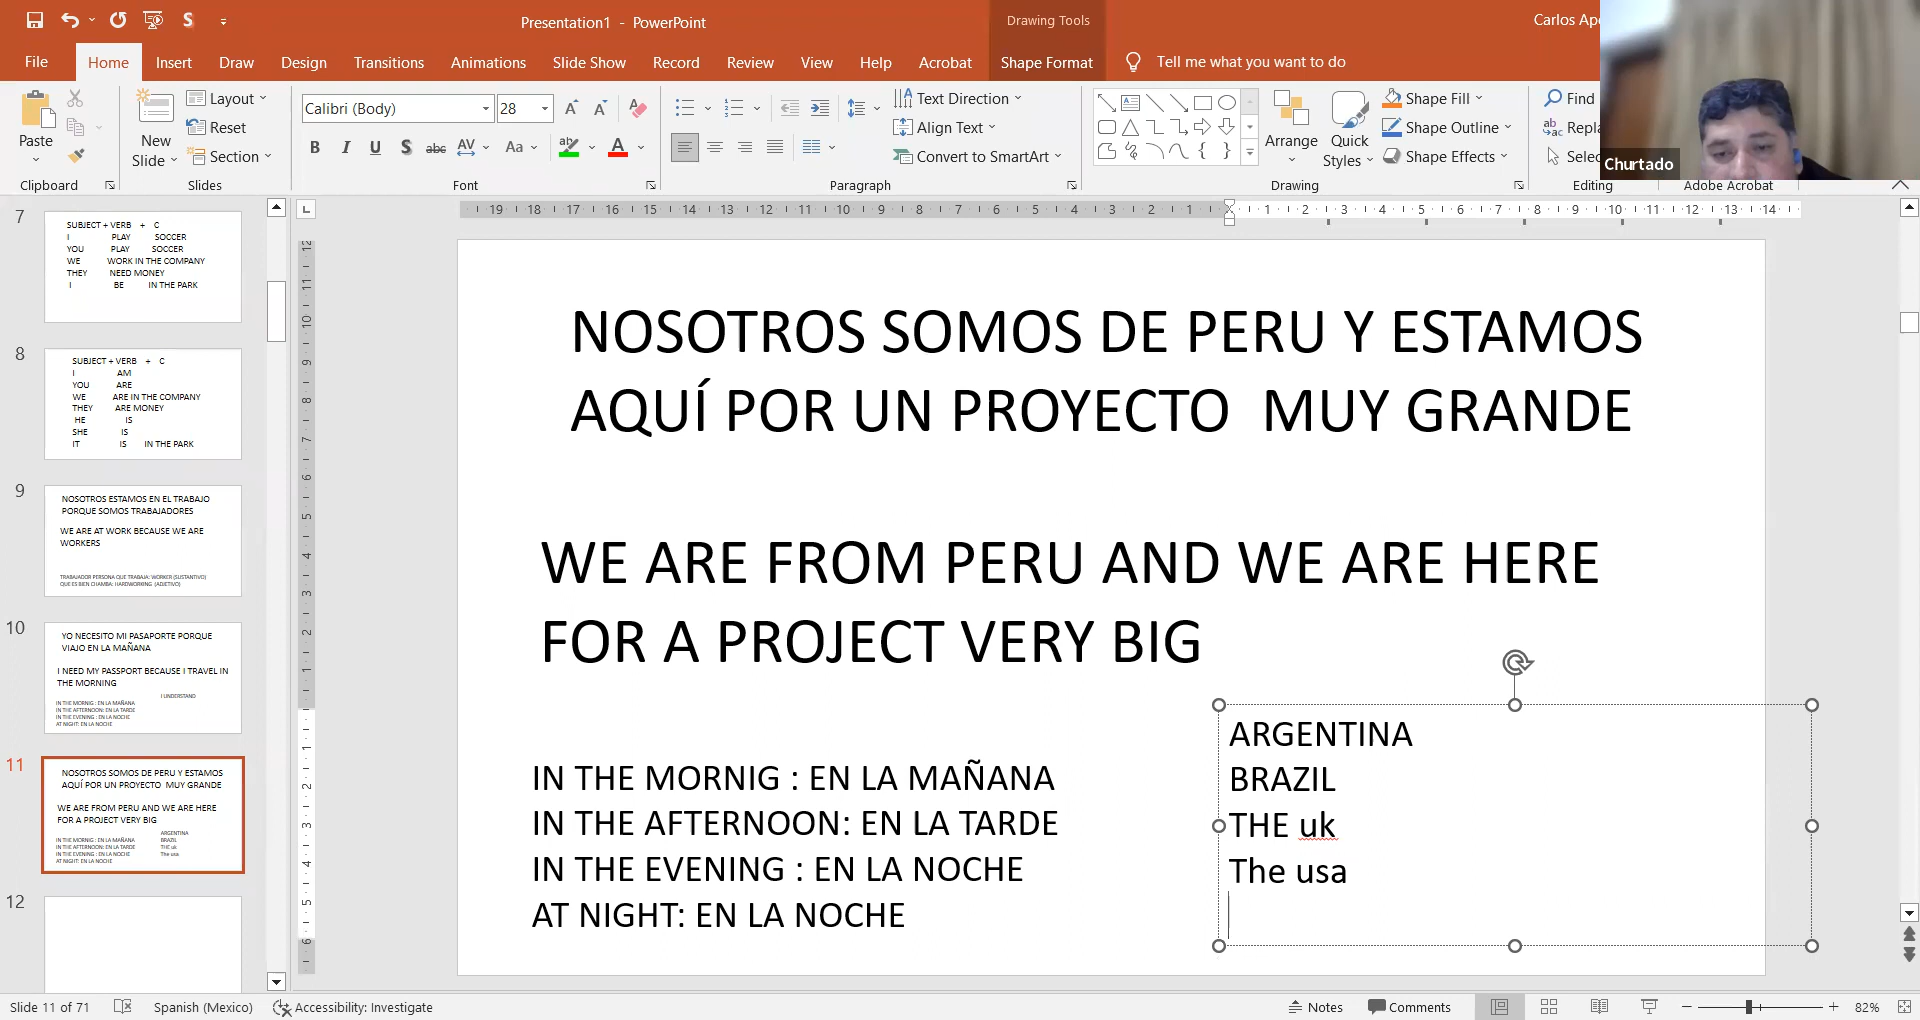 Presentation1 - PowerPoint
Drawing Tools
Carlos Ap
File Home Insert Draw Design Transitions Animations Slide Show Record Review View Help Acrobat Shape Format Tell me what you want to do
Paste
Clipboard
New Slide
Layout
Reset
Section
Slides
Calibri (Body) 28
Font
Text Direction
Align Text
Convert to SmartArt
Paragraph
Arrange
Quick Styles
Shape Fill
Shape Outline
Shape Effects
Drawing
Find
Editing
Adobe Acrobat
Churtado
7
SUBJECT + VERB + C
I PLAY SOCCER
YOU PLAY SOCCER
WE WORK IN THE COMPANY
THEY NEED MONEY
I BE IN THE PARK
8
SUBJECT + VERB + C
I AM
YOU ARE
WE ARE IN THE COMPANY
THEY ARE MONEY
HE IS
SHE IS
IT IS IN THE PARK
9
NOSOTROS ESTAMOS EN EL TRABAJO
PORQUE SOMOS TRABAJADORES
WE ARE AT WORK BECAUSE WE ARE
WORKERS
TRABAJADOR PERSONA QUE TRABAJA: WORKER (SUSTANTIVO)
QUE ES BIEN CHAMBA: HARDWORKING (ADJETIVO)
10
YO NECESITO MI PASAPORTE PORQUE
VIAJO EN LA MAÑANA
I NEED MY PASSPORT BECAUSE I TRAVEL IN
THE MORNING
I UNDERSTAND
IN THE MORNIG : EN LA MAÑANA
IN THE AFTERNOON: EN LA TARDE
IN THE EVENING : EN LA NOCHE
AT NIGHT: EN LA NOCHE
11
NOSOTROS SOMOS DE PERU Y ESTAMOS
AQUÍ POR UN PROYECTO MUY GRANDE
WE ARE FROM PERU AND WE ARE HERE
FOR A PROJECT VERY BIG
ARGENTINA
IN THE MORNIG : EN LA MAÑANA BRAZIL
IN THE AFTERNOON: EN LA TARDE THE uk
IN THE EVENING : EN LA NOCHE The usa
AT NIGHT: EN LA NOCHE
12
NOSOTROS SOMOS DE PERU Y ESTAMOS
AQUÍ POR UN PROYECTO MUY GRANDE
WE ARE FROM PERU AND WE ARE HERE
FOR A PROJECT VERY BIG
IN THE MORNIG : EN LA MAÑANA
IN THE AFTERNOON: EN LA TARDE
IN THE EVENING : EN LA NOCHE
AT NIGHT: EN LA NOCHE
ARGENTINA
BRAZIL
THE uk
The usa
Slide 11 of 71 Spanish (Mexico) Accessibility: Investigate Notes Comments 82%